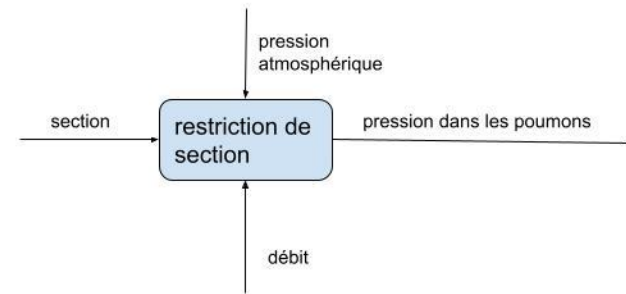 pression
atmosphérique
section
restriction de
section
pression dans les poumons
débit